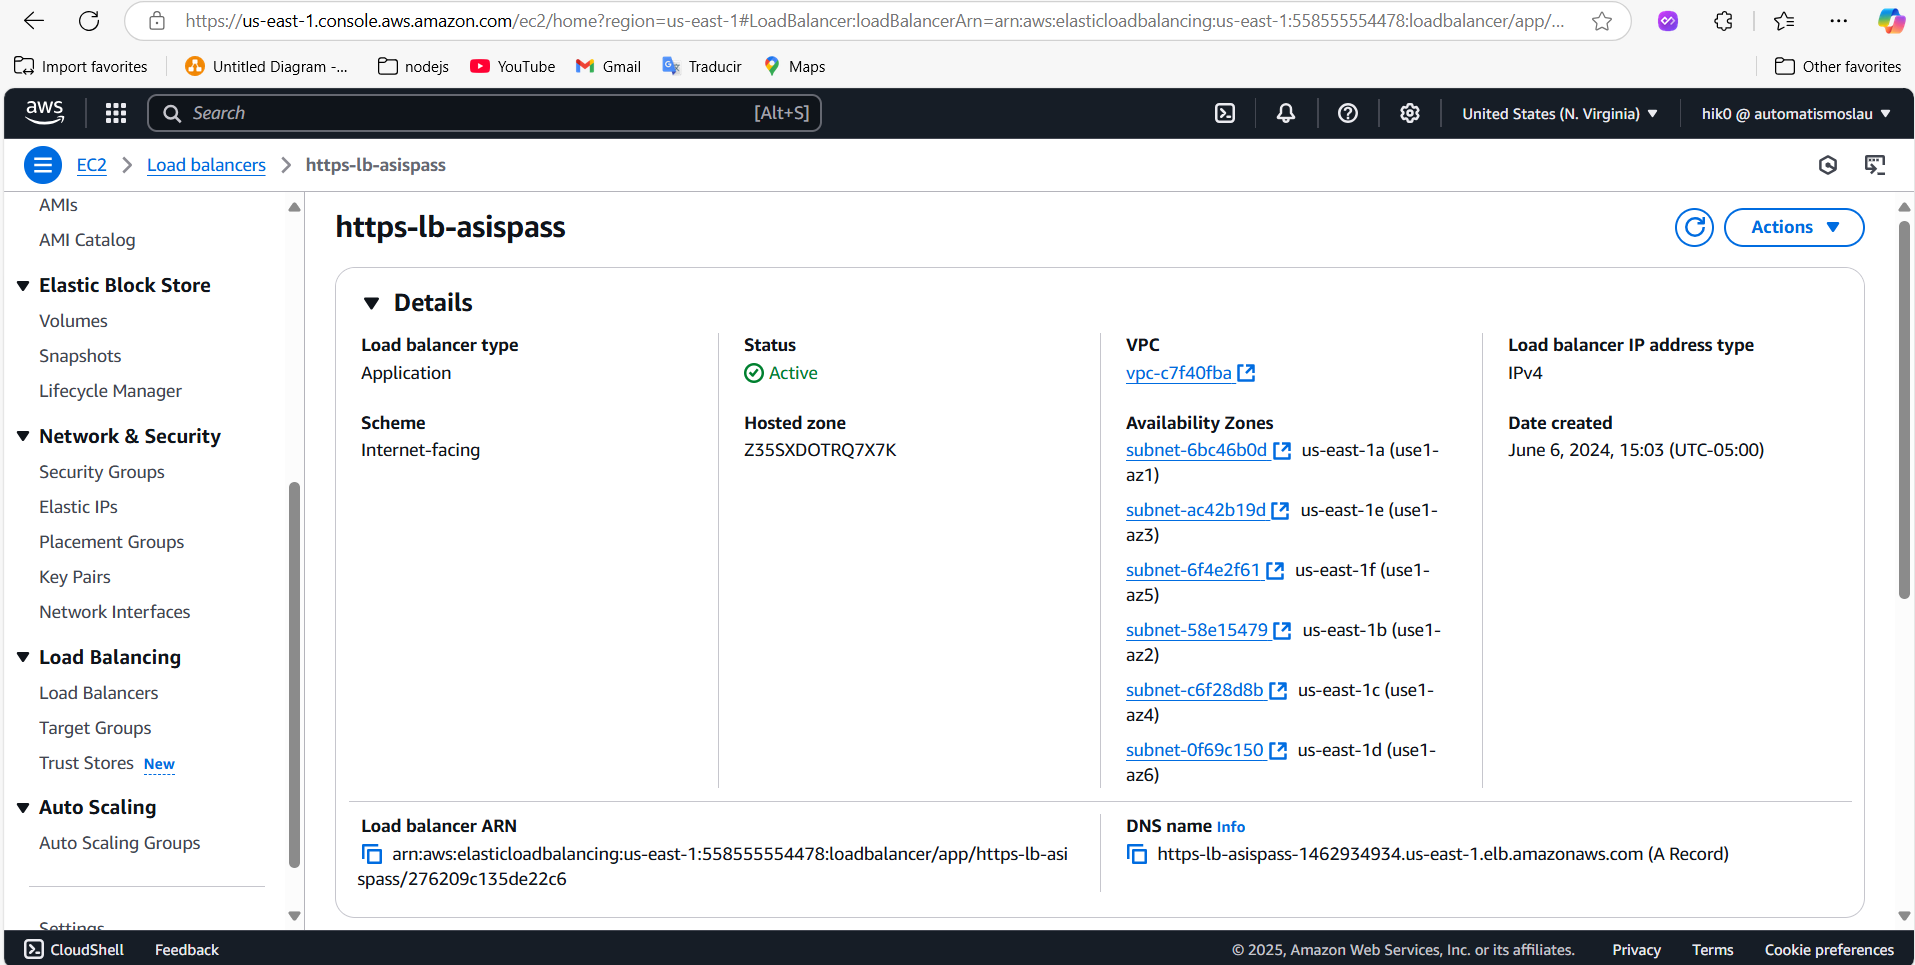 https://us-east-1.console.aws.amazon.com/ec2/home?region=us-east-1#LoadBalancer:loadBalancerArn=arn:aws:elasticloadbalancing:us-east-1:558555554478:loadbalancer/app/...
Import favorites
Untitled Diagram -...
nodejs
YouTube
Gmail
Traducir
Maps
Other favorites
aws
Search
[Alt+S]
United States (N. Virginia)
hik0 @ automatismoslau
EC2
Load balancers
https-lb-asispass
AMIs
AMI Catalog
Elastic Block Store
Volumes
Snapshots
Lifecycle Manager
Network & Security
Security Groups
Elastic IPs
Placement Groups
Key Pairs
Network Interfaces
Load Balancing
Load Balancers
Target Groups
Trust Stores New
Auto Scaling
Auto Scaling Groups
Settings
https-lb-asispass
Actions
Details
Load balancer type
Application
Scheme
Internet-facing
Status
Active
Hosted zone
Z35SXDOTRQ7X7K
VPC
vpc-c7f40fba
Availability Zones
subnet-6bc46b0d us-east-1a (use1-
az1)
subnet-ac42b19d us-east-1e (use1-
az3)
subnet-6f4e2f61 us-east-1f (use1-
az5)
subnet-58e15479 us-east-1b (use1-
az2)
subnet-c6f28d8b us-east-1c (use1-
az4)
subnet-0f69c150 us-east-1d (use1-
az6)
Load balancer IP address type
IPv4
Date created
June 6, 2024, 15:03 (UTC-05:00)
Load balancer ARN
arn:aws:elasticloadbalancing:us-east-1:558555554478:loadbalancer/app/https-lb-asi
spass/276209c135de22c6
DNS name Info
https-lb-asispass-1462934934.us-east-1.elb.amazonaws.com (A Record)
CloudShell
Feedback
© 2025, Amazon Web Services, Inc. or its affiliates.
Privacy
Terms
Cookie preferences